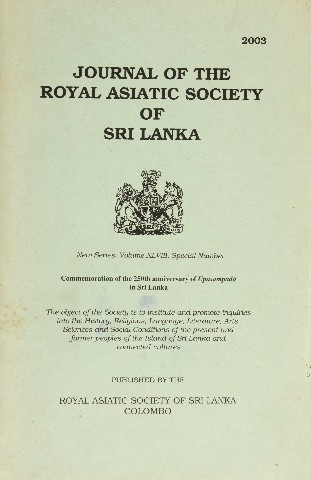 2003
JOURNAL OF THE
ROYAL ASIATIC SOCIETY
OF
SRI LANKA
New Series, Volume XLVIII, Special Number
Commemoration of the 250th anniversary of Upasampadā
in Sri Lanka
The object of the Society is to institute and promote inquiries
into the History, Religions, Language, Literature, Arts
Sciences and Social Conditions of the present and
former peoples of the Island of Sri Lanka and
connected cultures
PUBLISHED BY THE
ROYAL ASIATIC SOCIETY OF SRI LANKA
COLOMBO